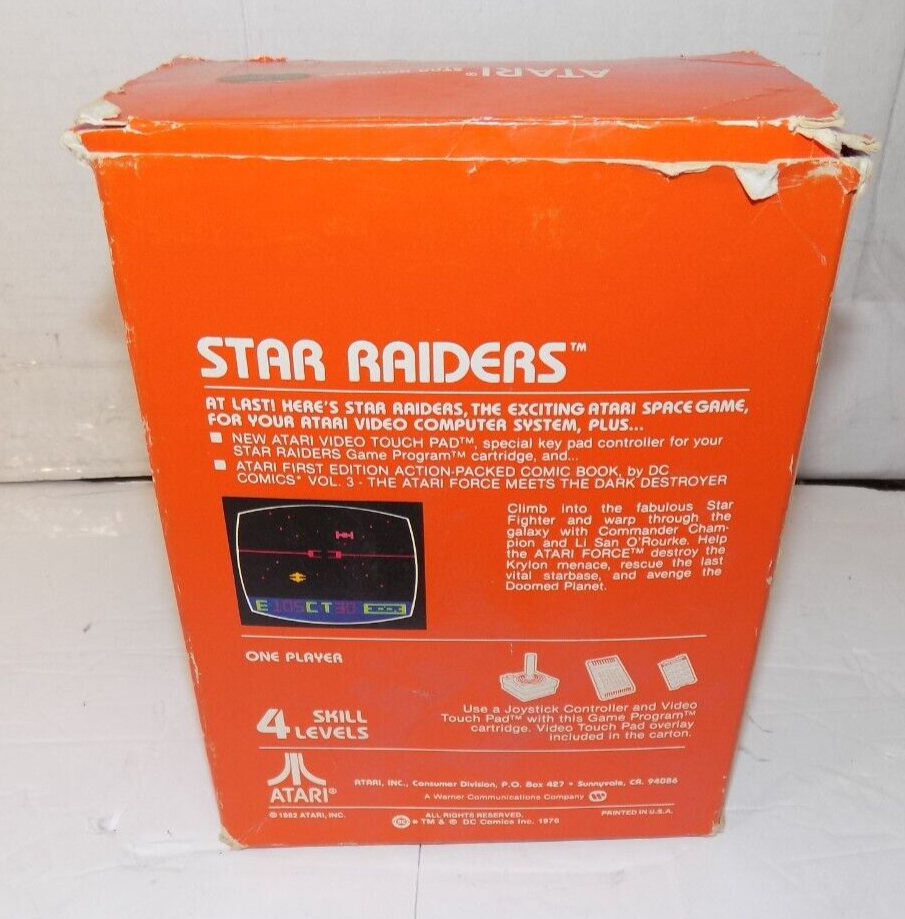 ATARI®
STAR RAIDERS™
AT LAST! HERE'S STAR RAIDERS, THE EXCITING ATARI SPACE GAME,
FOR YOUR ATARI VIDEO COMPUTER SYSTEM, PLUS...
■ NEW ATARI VIDEO TOUCH PAD™, special key pad controller for your
STAR RAIDERS Game Program™ cartridge, and...
■ ATARI FIRST EDITION ACTION-PACKED COMIC BOOK, by DC
COMICS* VOL. 3 - THE ATARI FORCE MEETS THE DARK DESTROYER
Climb into the fabulous Star
Fighter and warp through the
galaxy with Commander Cham-
pion and Li San O'Rourke. Help
the ATARI FORCE™ destroy the
Krylon menace, rescue the last
vital starbase, and avenge the
Doomed Planet.
E 105 C T 30
ONE PLAYER
4 SKILL
LEVELS
Use a Joystick Controller and Video
Touch Pad™ with this Game Program™
cartridge. Video Touch Pad overlay
included in the carton.
ATARI®
ATARI, INC., Consumer Division, P.O. Box 427 • Sunnyvale, CA. 94086
A Warner Communications Company
© 1982 ATARI, INC.
ALL RIGHTS RESERVED.
PRINTED IN U.S.A.
* TM & © DC Comics Inc. 1976